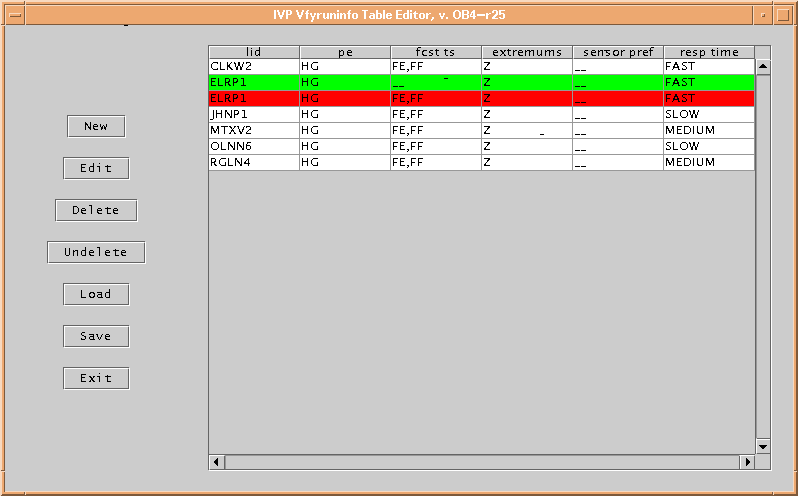 IVP Vfyruninfo Table Editor, v. OB4-r25
lid pe fcst ts extremums sensor pref resp time
CLKW2 HG FE,FF Z __ FAST
ELRP1 HG __ Z __ FAST
ELRP1 HG FE,FF Z __ FAST
JHNP1 HG FE,FF Z __ SLOW
MTXV2 HG FE,FF Z __ MEDIUM
OLNN6 HG FE,FF Z __ SLOW
RGLN4 HG FE,FF Z __ MEDIUM
New
Edit
Delete
Undelete
Load
Save
Exit